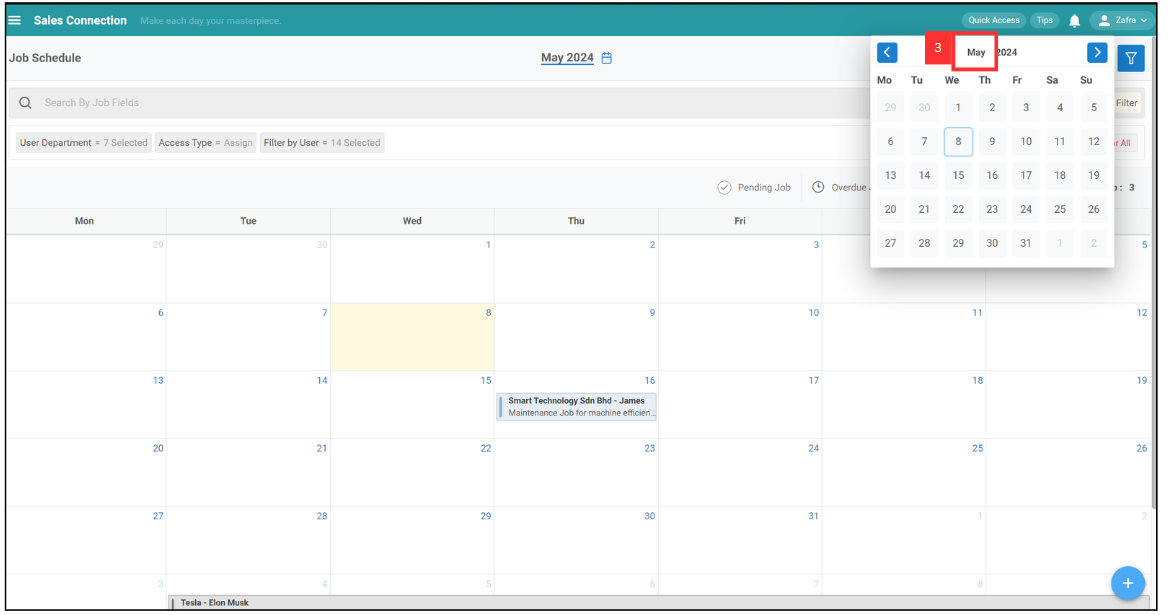 Sales Connection Make each day your masterpiece. Quick Access Tips Zafra
Job Schedule May 2024
3 May 2024
Mo Tu We Th Fr Sa Su
29 30 1 2 3 4 5
6 7 8 9 10 11 12
13 14 15 16 17 18 19
20 21 22 23 24 25 26
27 28 29 30 31 1 2
Search By Job Fields Filter
User Department = 7 Selected Access Type = Assign Filter by User = 14 Selected All
Pending Job Overdue : 3
Mon Tue Wed Thu Fri
29 30 1 2 3 5
6 7 8 9 10 11 12
13 14 15 16 17 18 19
Smart Technology Sdn Bhd - James
Maintenance Job for machine efficien...
20 21 22 23 24 25 26
27 28 29 30 31 1 2
3 4 5 6 7 8
Tesla - Elon Musk